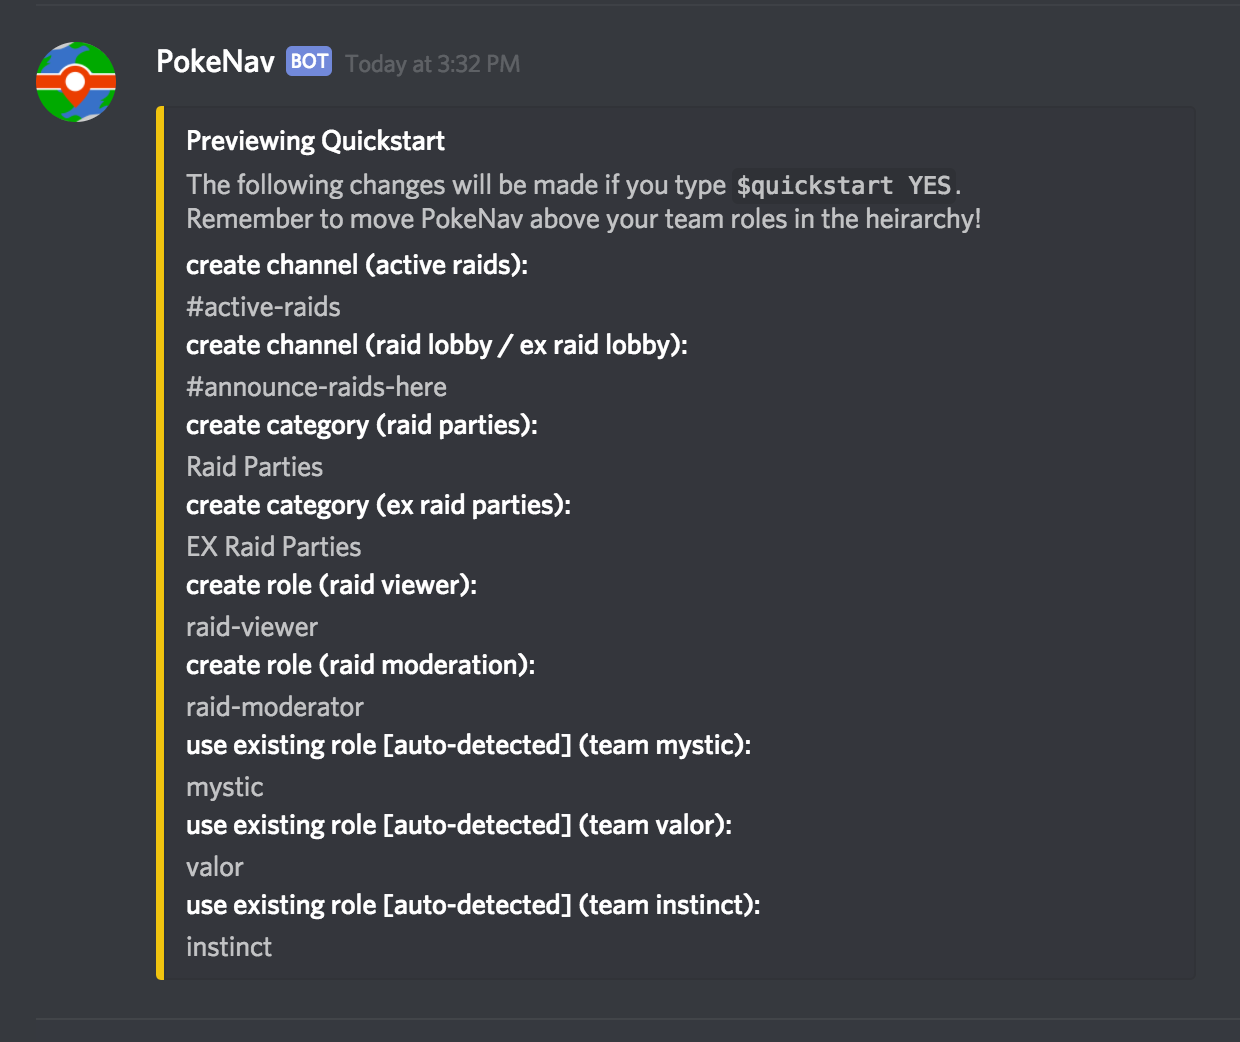 PokeNav BOT Today at 3:32 PM
Previewing Quickstart
The following changes will be made if you type $quickstart YES.
Remember to move PokeNav above your team roles in the heirarchy!
create channel (active raids):
#active-raids
create channel (raid lobby / ex raid lobby):
#announce-raids-here
create category (raid parties):
Raid Parties
create category (ex raid parties):
EX Raid Parties
create role (raid viewer):
raid-viewer
create role (raid moderation):
raid-moderator
use existing role [auto-detected] (team mystic):
mystic
use existing role [auto-detected] (team valor):
valor
use existing role [auto-detected] (team instinct):
instinct